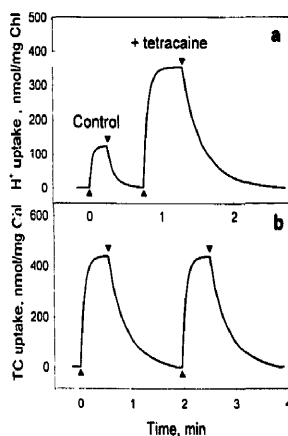 500
a
+ tetracaine
400
300
Control
200
100
0
H⁺ uptake, nmol/mg Chl
0 1 2
600
b
400
200
0
TC uptake, nmol/mg Chl
0 1 2 3 4
Time, min